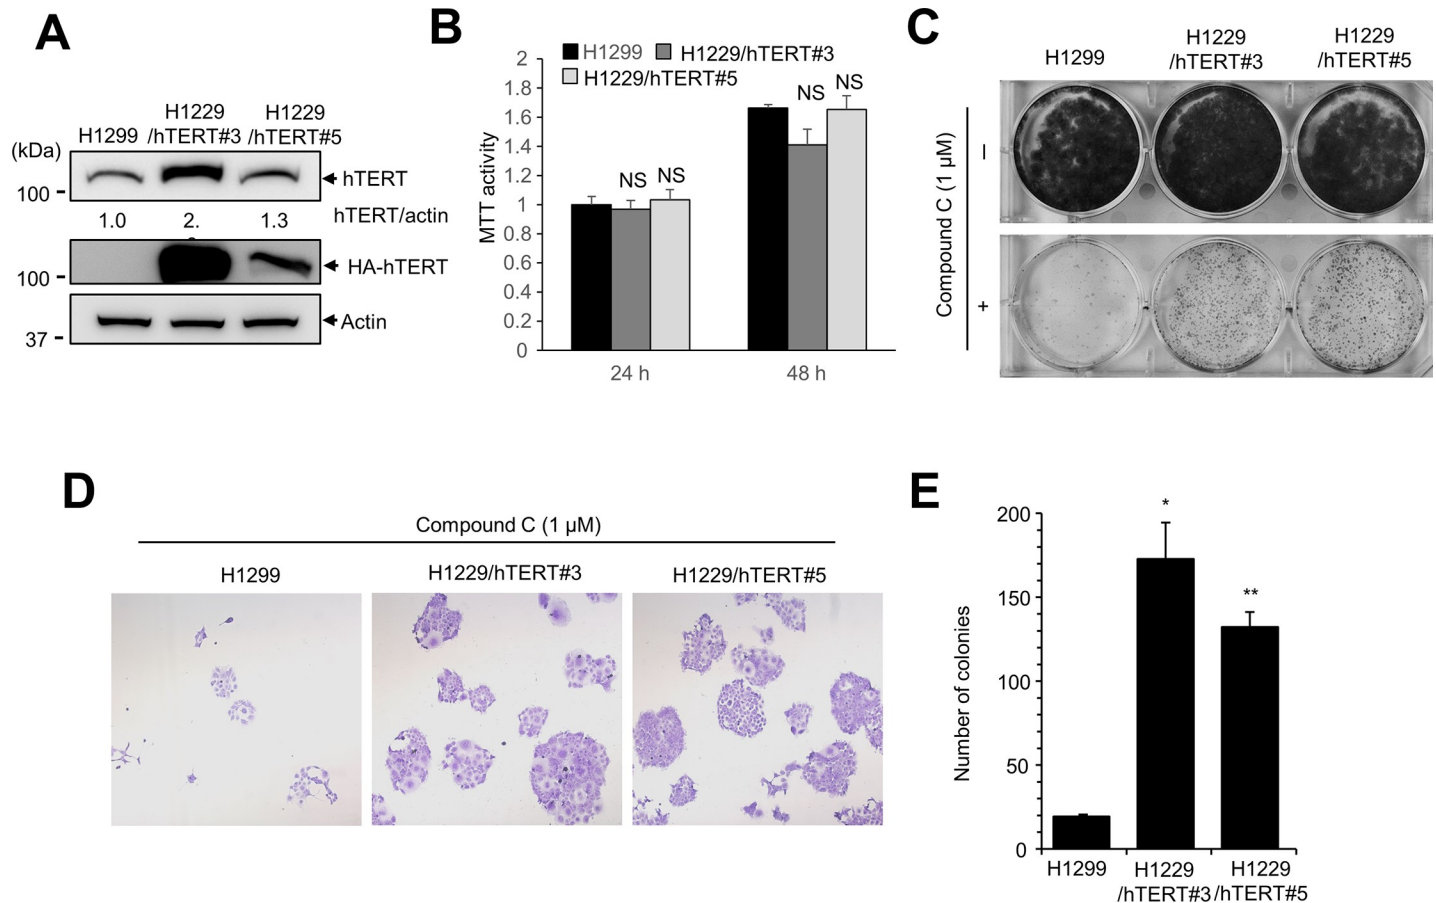 A
H1229
H1229
H1299
/hTERT#3
/hTERT#5
(kDa)
100
hTERT
1.0
2.
1.3
hTERT/actin
100
HA-hTERT
37
Actin
B
H1299
H1229/hTERT#3
H1229/hTERT#5
MTT activity
2
1.8
1.6
1.4
1.2
1
0.8
0.6
0.4
0.2
0
NS
NS
NS
NS
24 h
48 h
C
H1299
H1229
/hTERT#3
H1229
/hTERT#5
Compound C (1 µM)
–
+
D
Compound C (1 µM)
H1299
H1229/hTERT#3
H1229/hTERT#5
E
Number of colonies
200
150
100
50
0
*
**
H1299
H1229
/hTERT#3
H1229
/hTERT#5